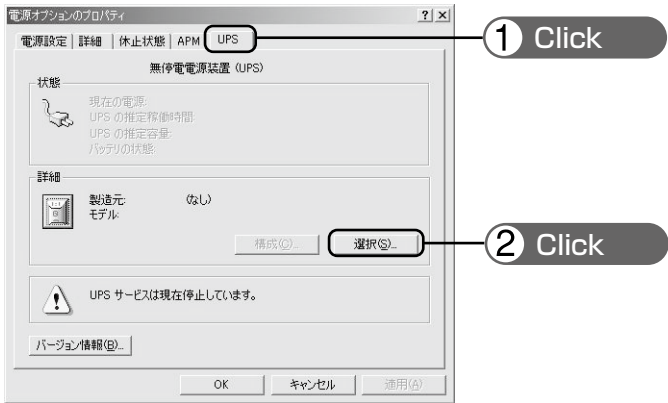 電源オプションのプロパティ
? ×
電源設定 詳細 休止状態 APM UPS
1 Click
無停電電源装置 (UPS)
状態
現在の電源:
UPS の推定稼働時間:
UPS の推定容量:
バッテリの状態:
詳細
製造元: (なし)
モデル:
構成(C)... 選択(S)...
2 Click
UPS サービスは現在停止しています。
バージョン情報(B)...
OK キャンセル 適用(A)